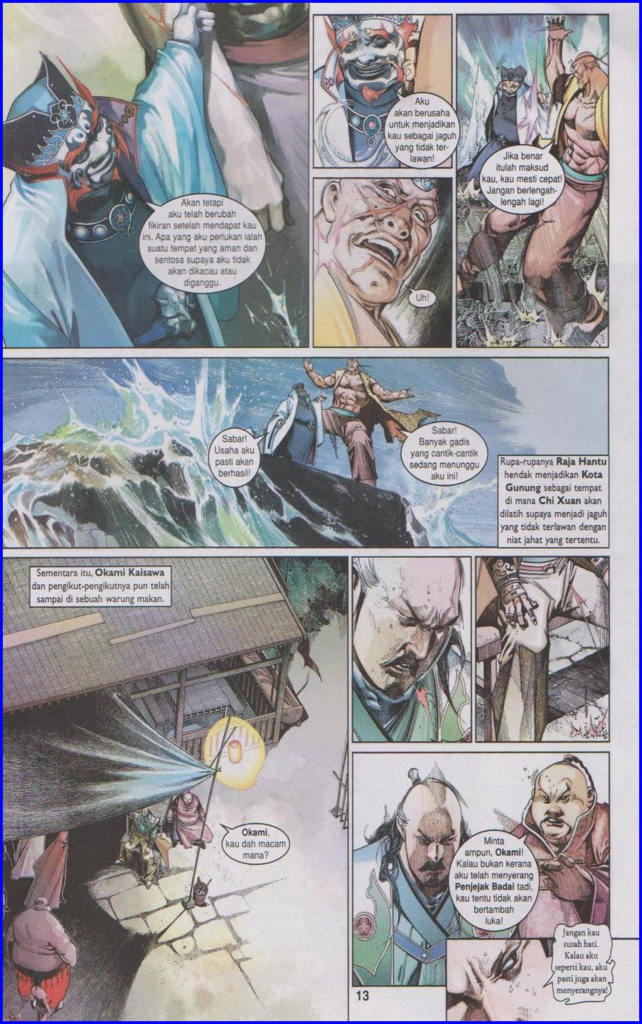 Akan tetapi
aku telah berubah
fikiran setelah mendapat kau
ini. Apa yang aku perlukan ialah
suatu tempat yang aman dan
sentosa supaya aku tidak
akan dikacau atau
diganggu.
Aku
akan berusaha
untuk menjadikan
kau sebagai jaguh
yang tidak ter-
lawan!
Uh!
Jika benar
itulah maksud
kau, kau mesti cepat!
Jangan berlengah-
lengah lagi!
Sabar!
Usaha aku
pasti akan
berhasil!
Sabar!
Banyak gadis
yang cantik-cantik
sedang menunggu
aku ini!
Rupa-rupanya Raja Hantu
hendak menjadikan Kota
Gunung sebagai tempat
di mana Chi Xuan akan
dilatih supaya menjadi jaguh
yang tidak terlawan dengan
niat jahat yang tertentu.
Sementara itu, Okami Kaisawa
dan pengikut-pengikutnya pun telah
sampai di sebuah warung makan.
Okami,
kau dah macam
mana?
Minta
ampun, Okami!
Kalau bukan kerana
aku telah menyerang
Penjejak Badai tadi,
kau tentu tidak akan
bertambah
luka!
Jangan kau
susah hati.
Kalau aku
seperti kau, aku
pasti juga akan
menyerangnya!
13